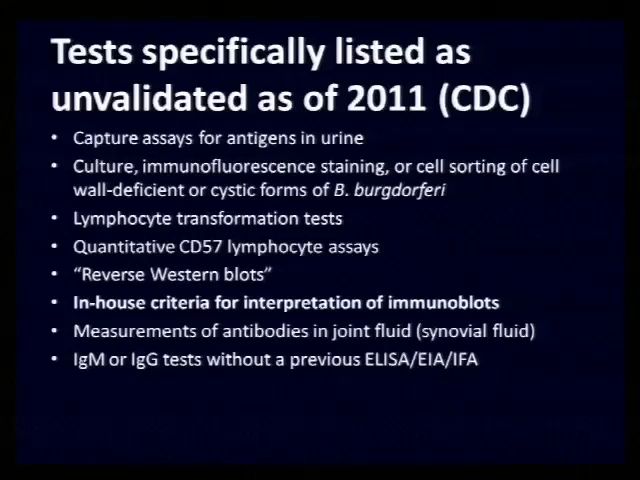 Tests specifically listed as
unvalidated as of 2011 (CDC)
• Capture assays for antigens in urine
• Culture, immunofluorescence staining, or cell sorting of cell
wall-deficient or cystic forms of B. burgdorferi
• Lymphocyte transformation tests
• Quantitative CD57 lymphocyte assays
• “Reverse Western blots”
• In-house criteria for interpretation of immunoblots
• Measurements of antibodies in joint fluid (synovial fluid)
• IgM or IgG tests without a previous ELISA/EIA/IFA